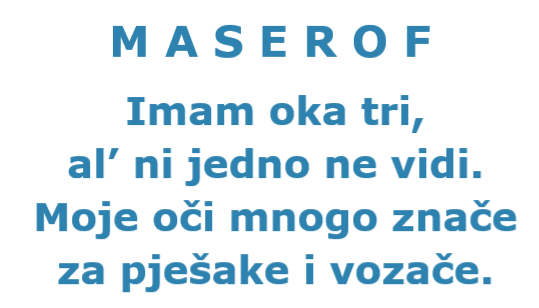 M A S E R O F
Imam oka tri,
al’ ni jedno ne vidi.
Moje oči mnogo znače
za pješake i vozače.